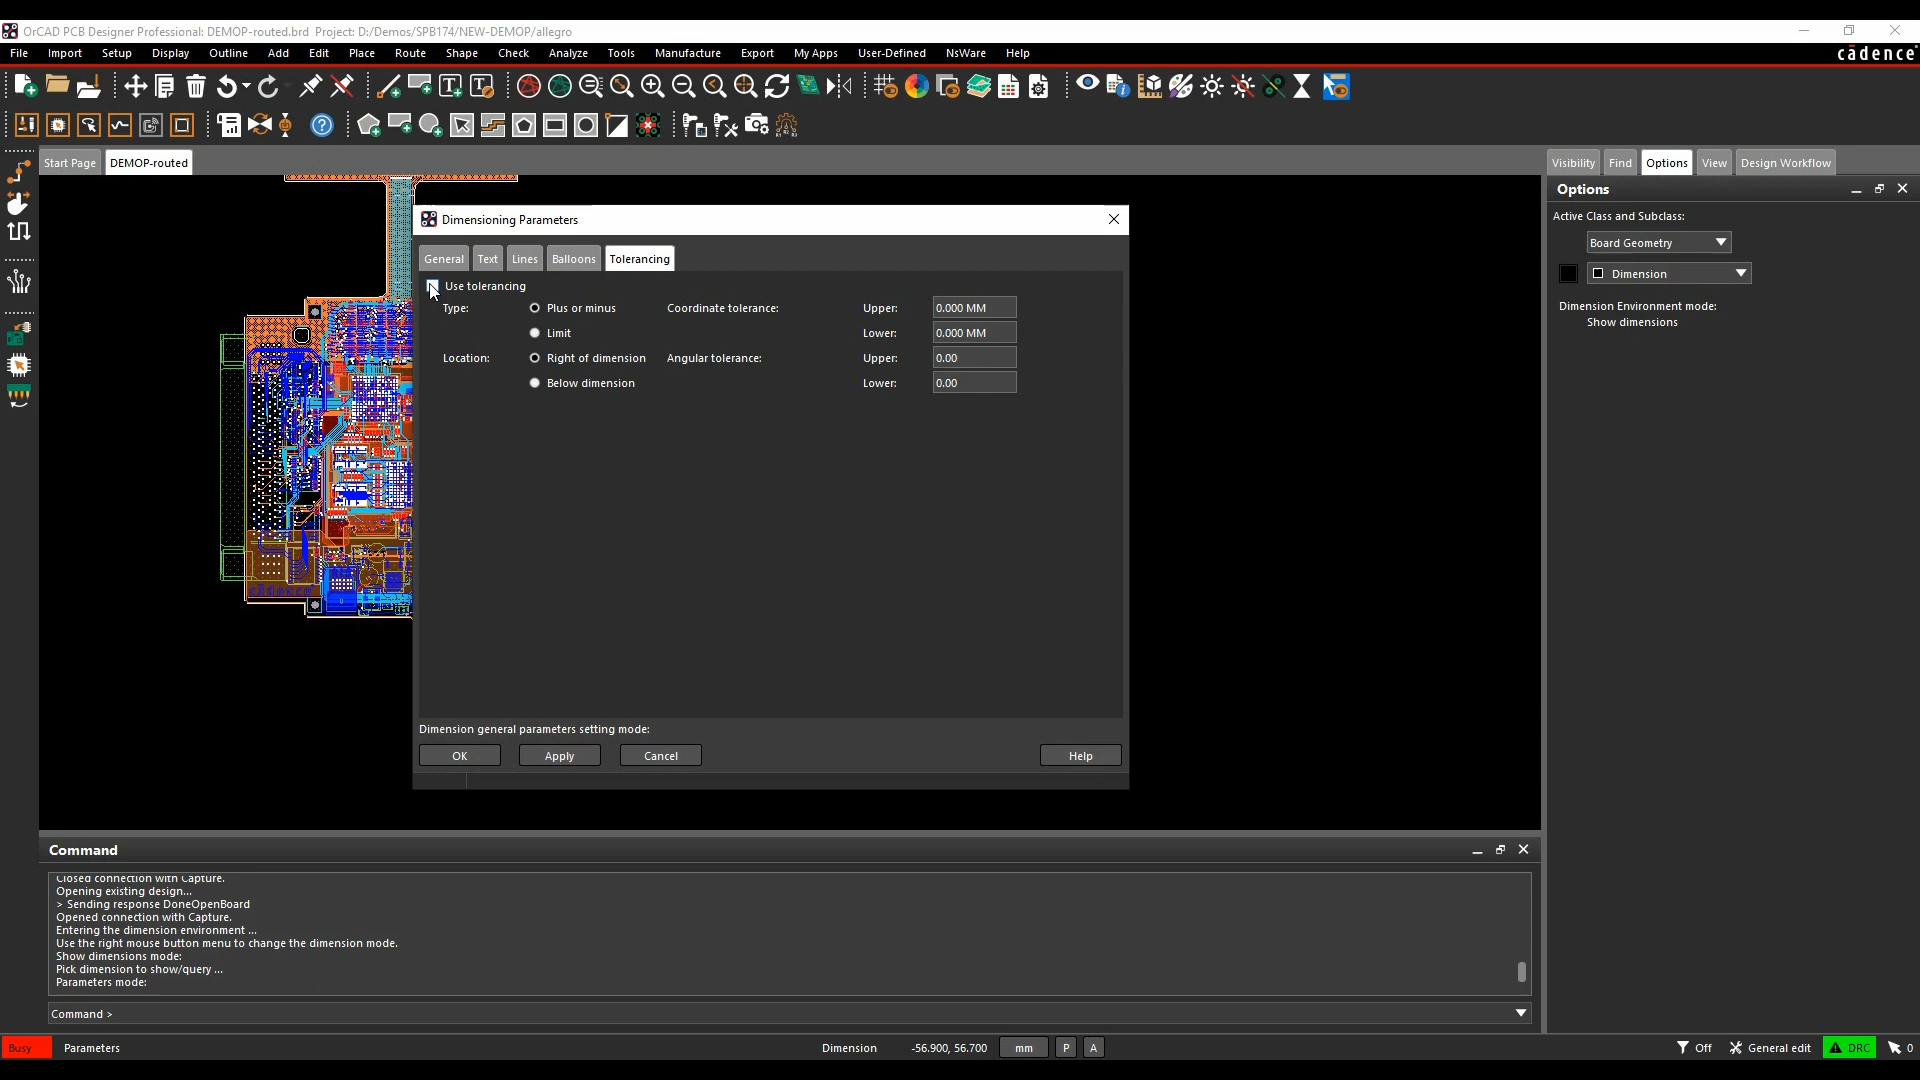 OrCAD PCB Designer Professional: DEMOP-routed.brd  Project: D:/Demos/SPB174/NEW-DEMOP/allegro
File Import Setup Display Outline Add Edit Place Route Shape Check Analyze Tools Manufacture Export My Apps User-Defined NsWare Help
cādence
Start Page DEMOP-routed
Visibility Find Options View Design Workflow
Options
Active Class and Subclass:
Board Geometry
Dimension
Dimension Environment mode:
Show dimensions
Dimensioning Parameters
General Text Lines Balloons Tolerancing
Use tolerancing
Type: Plus or minus Coordinate tolerance: Upper: 0.000 MM
Limit Lower: 0.000 MM
Location: Right of dimension Angular tolerance: Upper: 0.00
Below dimension Lower: 0.00
Dimension general parameters setting mode:
OK Apply Cancel Help
Command
Closed connection with Capture.
Opening existing design...
> Sending response DoneOpenBoard
Opened connection with Capture.
Entering the dimension environment ...
Use the right mouse button menu to change the dimension mode.
Show dimensions mode:
Pick dimension to show/query ...
Parameters mode:
Command >
Busy Parameters Dimension -56.900, 56.700 mm P A Off General edit DRC 0